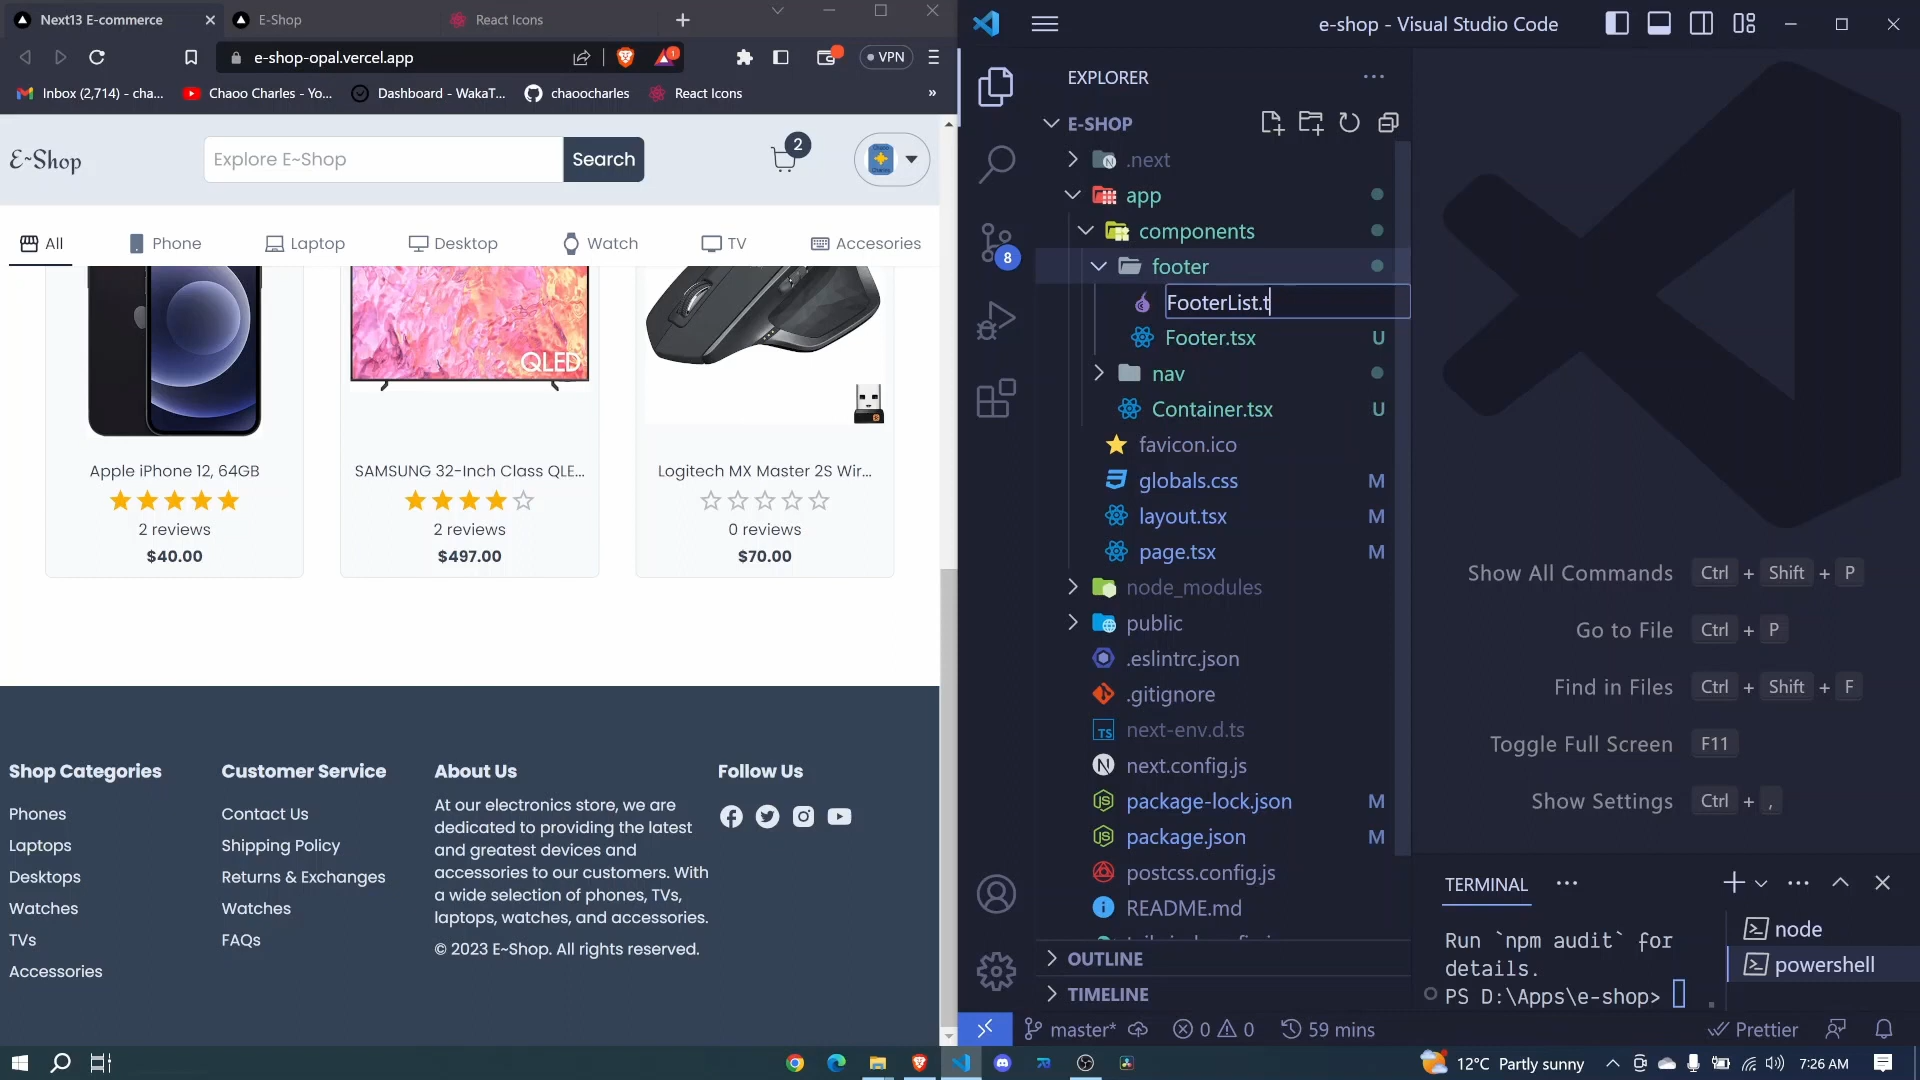 Next13 E-commerce
E-Shop
React Icons
e-shop-opal.vercel.app
1
VPN
Inbox (2,714) - cha...
Chaoo Charles - Yo...
Dashboard - WakaT...
chaoocharles
React Icons
»
E~Shop
Explore E~Shop
Search
2
All
Phone
Laptop
Desktop
Watch
TV
Accesories
QLED
Apple iPhone 12, 64GB
2 reviews
$40.00
SAMSUNG 32-Inch Class QLE...
2 reviews
$497.00
Logitech MX Master 2S Wir...
0 reviews
$70.00
Shop Categories
Phones
Laptops
Desktops
Watches
TVs
Accessories
Customer Service
Contact Us
Shipping Policy
Returns & Exchanges
Watches
FAQs
About Us
At our electronics store, we are
dedicated to providing the latest
and greatest devices and
accessories to our customers. With
a wide selection of phones, TVs,
laptops, watches, and accessories.
© 2023 E~Shop. All rights reserved.
Follow Us
e-shop - Visual Studio Code
EXPLORER
E-SHOP
.next
app
components
footer
FooterList.t
Footer.tsx U
nav
Container.tsx U
favicon.ico
globals.css M
layout.tsx M
page.tsx M
node_modules
public
.eslintrc.json
.gitignore
next-env.d.ts
next.config.js
package-lock.json M
package.json M
postcss.config.js
README.md
OUTLINE
TIMELINE
8
Show All Commands Ctrl + Shift + P
Go to File Ctrl + P
Find in Files Ctrl + Shift + F
Toggle Full Screen F11
Show Settings Ctrl + ,
TERMINAL
Run `npm audit` for
details.
PS D:\Apps\e-shop>
node
powershell
master*
0
0
59 mins
Prettier
12°C Partly sunny
7:26 AM